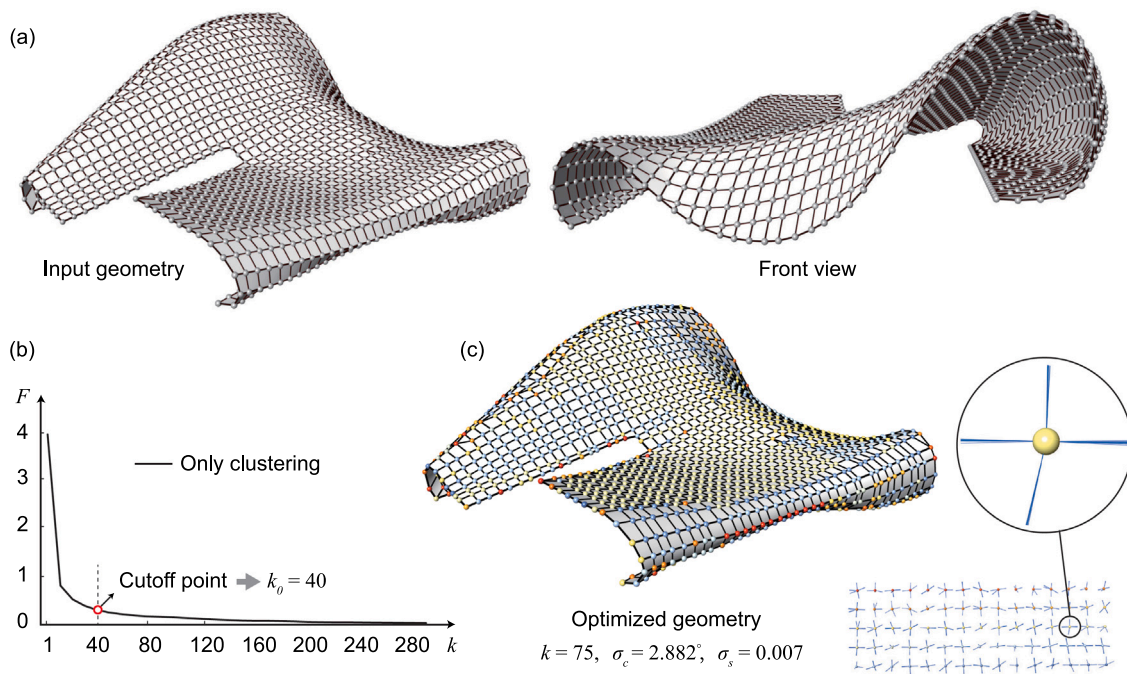 (a)
Input geometry
Front view
(b)
F
4
3
2
1
0
Only clustering
Cutoff point
k₀ = 40
1 40 80 120 160 200 240 280 k
(c)
Optimized geometry
k = 75, σc = 2.882°, σs = 0.007